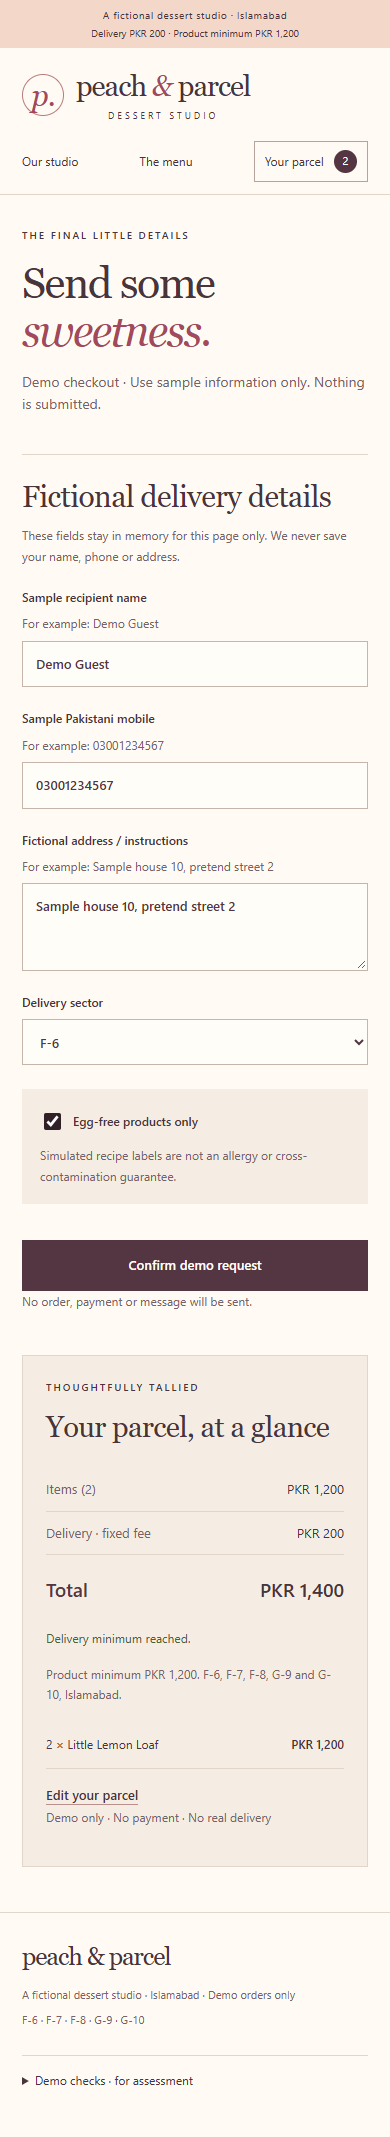 A fictional dessert studio · Islamabad
Delivery PKR 200 · Product minimum PKR 1,200
p.
peach & parcel
DESSERT STUDIO
Our studio
The menu
Your parcel 2
THE FINAL LITTLE DETAILS
Send some
sweetness.
Demo checkout · Use sample information only. Nothing
is submitted.
Fictional delivery details
These fields stay in memory for this page only. We never save
your name, phone or address.
Sample recipient name
For example: Demo Guest
Demo Guest
Sample Pakistani mobile
For example: 03001234567
03001234567
Fictional address / instructions
For example: Sample house 10, pretend street 2
Sample house 10, pretend street 2
Delivery sector
F-6
Egg-free products only
Simulated recipe labels are not an allergy or cross-
contamination guarantee.
Confirm demo request
No order, payment or message will be sent.
THOUGHTFULLY TALLIED
Your parcel, at a glance
Items (2) PKR 1,200
Delivery · fixed fee PKR 200
Total PKR 1,400
Delivery minimum reached.
Product minimum PKR 1,200. F-6, F-7, F-8, G-9 and G-
10, Islamabad.
2 × Little Lemon Loaf PKR 1,200
Edit your parcel
Demo only · No payment · No real delivery
peach & parcel
A fictional dessert studio · Islamabad · Demo orders only
F-6 · F-7 · F-8 · G-9 · G-10
Demo checks · for assessment